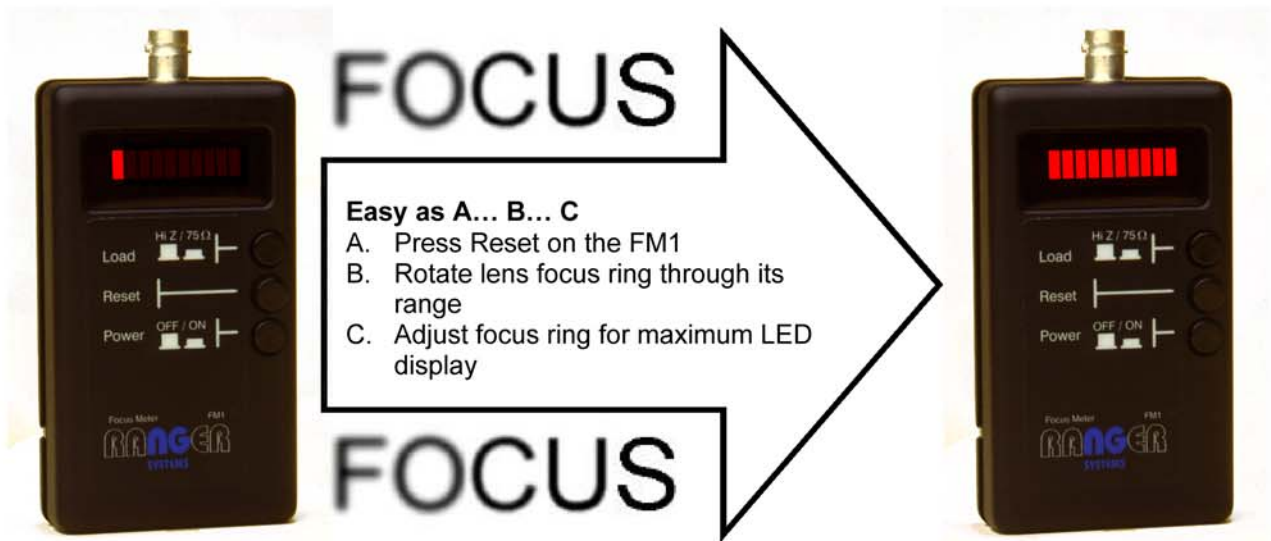 FOCUS
Easy as A... B... C
A. Press Reset on the FM1
B. Rotate lens focus ring through its
range
C. Adjust focus ring for maximum LED
display
FOCUS
Hi Z / 75Ω
Load
Reset
OFF / ON
Power
Focus Meter FM1
RANGER
SYSTEMS
Hi Z / 75Ω
Load
Reset
OFF / ON
Power
Focus Meter FM1
RANGER
SYSTEMS